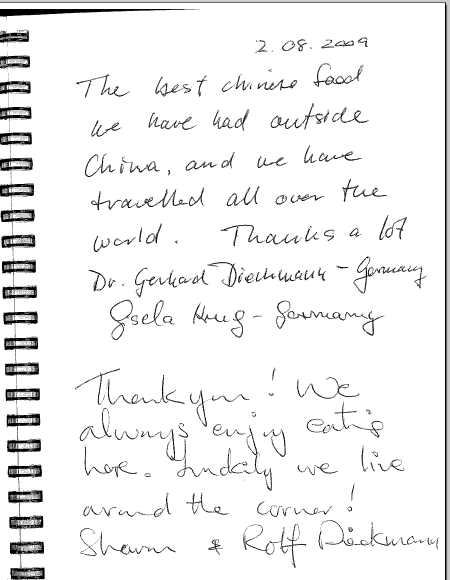 2.08.2009
The best chinese food
we have had outside
China, and we have
travelled all over the
world. Thanks a lot
Dr. Gerhard Dieckmann - Germany
Gisela Krug - Germany
Thank you! We
always enjoy eating
here. Luckily we live
around the corner!
Sharon & Rolf Dieckmann